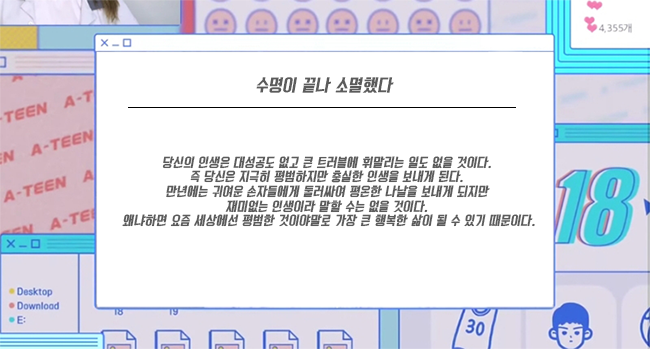 4,355개
수명이 끝나 소멸했다
A-TEEN
A-TEEN
A-TEEN
A-TEEN
당신의 인생은 대성공도 없고 큰 트러블에 휘말리는 일도 없을 것이다.
즉 당신은 지극히 평범하지만 충실한 인생을 보내게 된다.
만년에는 귀여운 손자들에게 둘러싸여 평온한 나날을 보내게 되지만
재미없는 인생이라 말할 수는 없을 것이다.
왜냐하면 요즘 세상에서 평범한 것이야말로 가장 큰 행복한 삶이 될 수 있기 때문이다.
18
Desktop
Download
E:
18
19
30